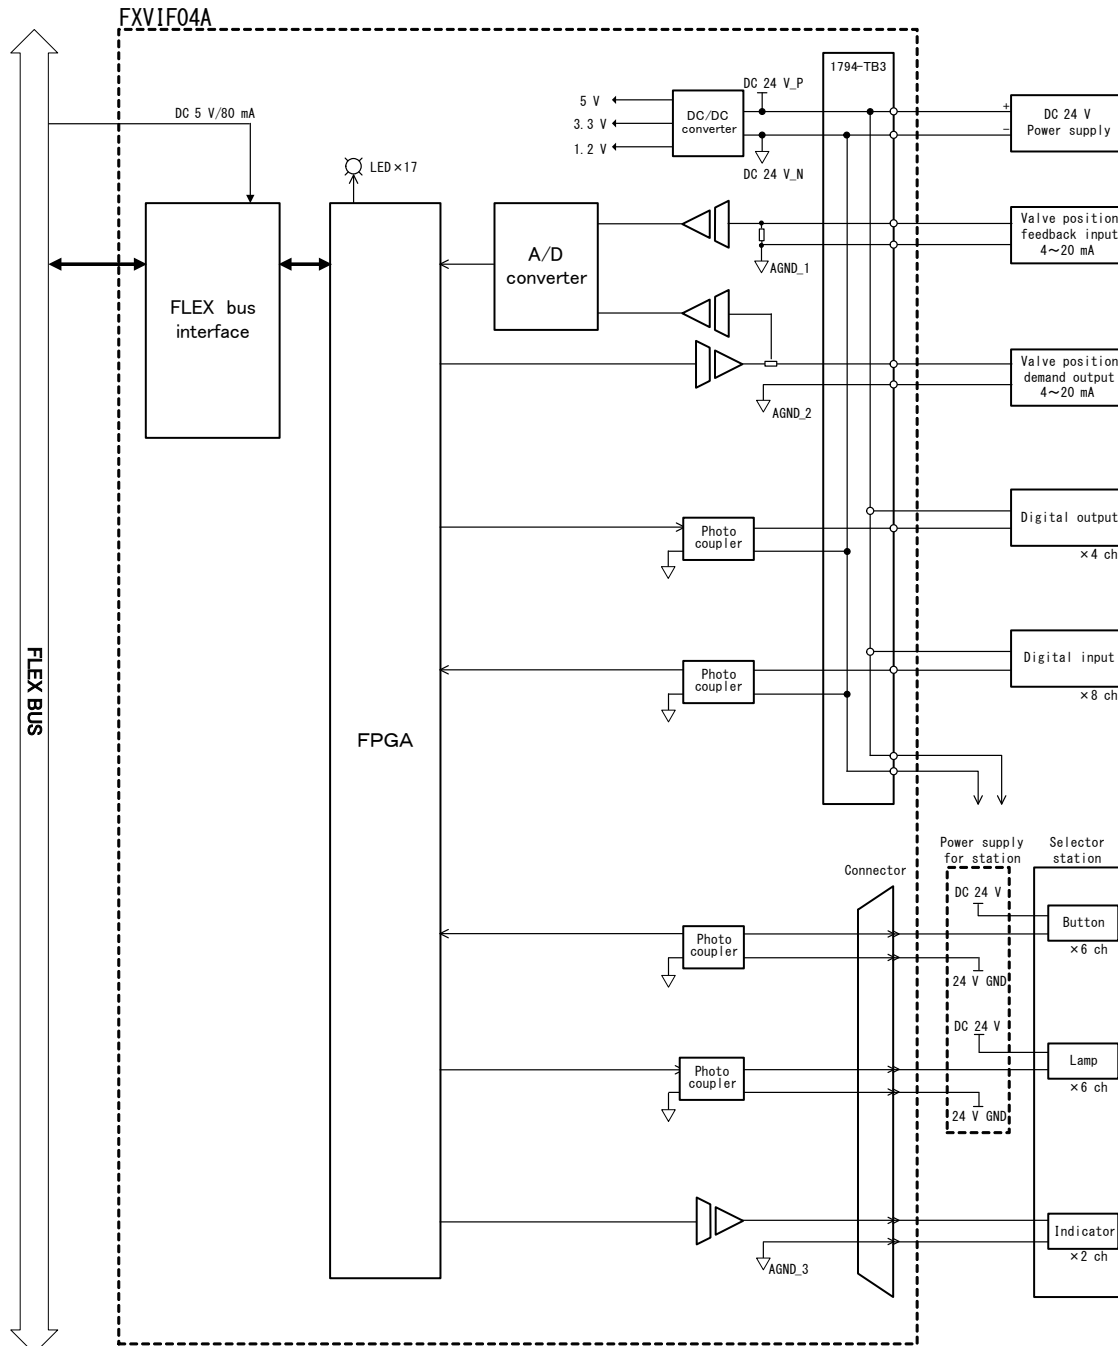 FXVIF04A
1794-TB3
DC 24 V_P
DC 5 V/80 mA
5 V
3.3 V
1.2 V
DC/DC
converter
DC 24 V_N
+
−
DC 24 V
Power supply
LED×17
FLEX bus
interface
A/D
converter
AGND_1
Valve position
feedback input
4～20 mA
AGND_2
Valve position
demand output
4～20 mA
Photo
coupler
Digital output
×4 ch
Photo
coupler
Digital input
×8 ch
FLEX BUS
FPGA
Connector
Power supply
for station
Selector
station
DC 24 V
Photo
coupler
24 V GND
Button
×6 ch
DC 24 V
Photo
coupler
24 V GND
Lamp
×6 ch
AGND_3
Indicator
×2 ch